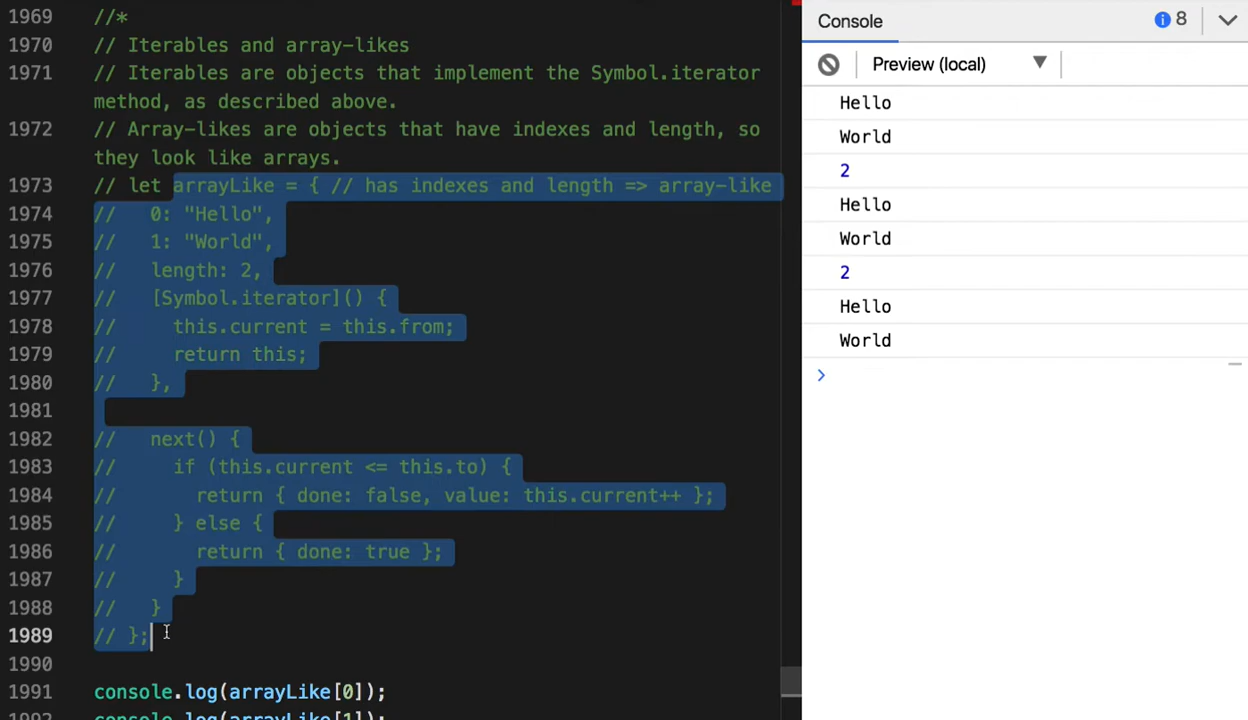 1969 //*
1970 // Iterables and array-likes
1971 // Iterables are objects that implement the Symbol.iterator
method, as described above.
1972 // Array-likes are objects that have indexes and length, so
they look like arrays.
1973 // let arrayLike = { // has indexes and length => array-like
1974 //   0: "Hello",
1975 //   1: "World",
1976 //   length: 2,
1977 //   [Symbol.iterator]() {
1978 //     this.current = this.from;
1979 //     return this;
1980 //   },
1981
1982 //   next() {
1983 //     if (this.current <= this.to) {
1984 //       return { done: false, value: this.current++ };
1985 //     } else {
1986 //       return { done: true };
1987 //     }
1988 //   }
1989 // };
1990
1991 console.log(arrayLike[0]);
1992 console.log(arrayLike[1]);
Console
8
Preview (local)
Hello
World
2
Hello
World
2
Hello
World